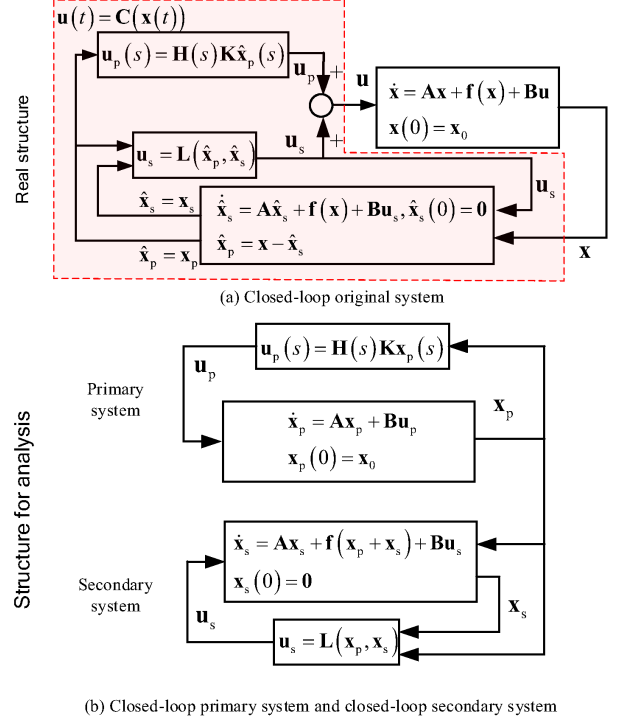 u(t) = C(x(t))
u_p(s) = H(s)Kx̂_p(s)
u_p
+
u
ẋ = Ax + f(x) + Bu
x(0) = x_0
Real structure
u_s = L(x̂_p, x̂_s)
u_s
+
u_s
x̂_s = x_s
x̂̇_s = Ax̂_s + f(x) + Bu_s, x̂_s(0) = 0
x̂_p = x − x̂_s
x̂_p = x_p
x
(a) Closed-loop original system
u_p(s) = H(s)Kx_p(s)
u_p
Primary
system
x_p
ẋ_p = Ax_p + Bu_p
x_p(0) = x_0
Structure for analysis
ẋ_s = Ax_s + f(x_p + x_s) + Bu_s
x_s(0) = 0
Secondary
system
u_s
x_s
u_s = L(x_p, x_s)
(b) Closed-loop primary system and closed-loop secondary system